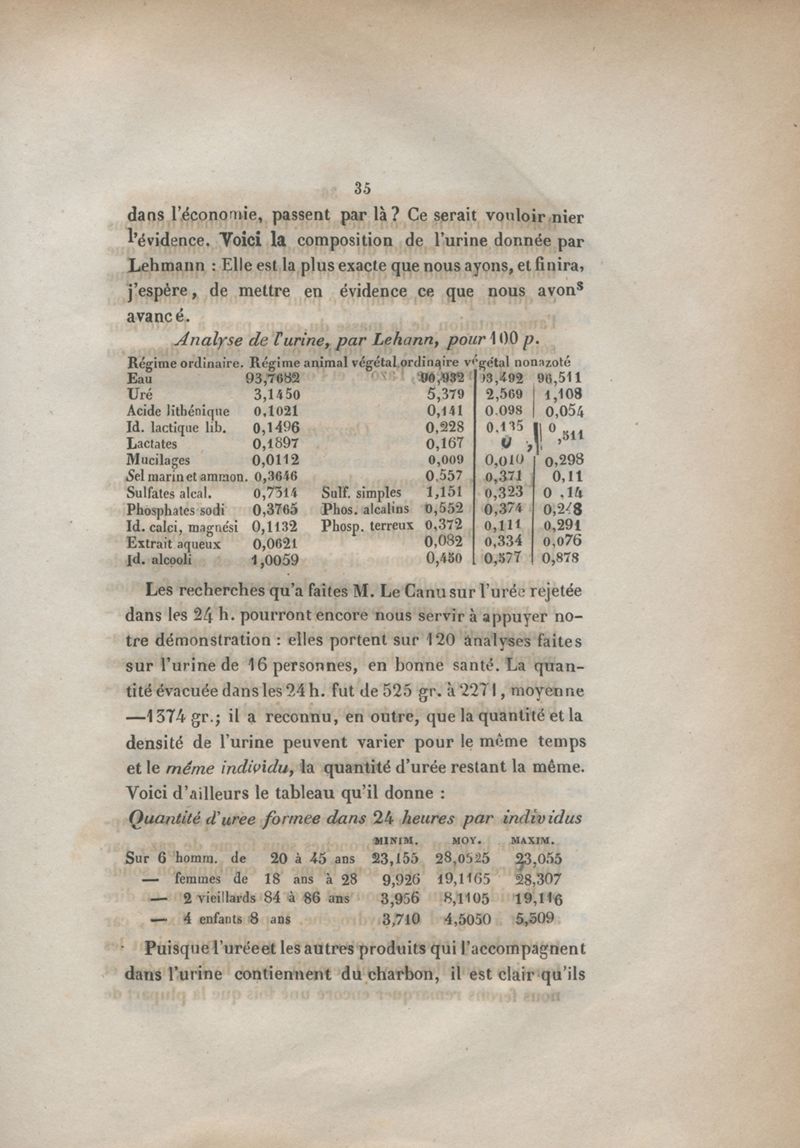 35
dans l'économie, passent par là ? Ce serait vouloir nier
l'évidence. Voici la composition de l'urine donnée par
Lehmann : Elle est la plus exacte que nous ayons, et finira,
j'espère, de mettre en évidence ce que nous avons
avancé.
Analyse de l'urine, par Lehann, pour 100 p.
Régime ordinaire. Régime animal végétal ordinaire végétal nonazoté
Eau 93,7682 90,932 93,492 96,511
Uré 3,1450 5,379 2,569 1,108
Acide lithénique 0,1021 0,141 0.098 0,054
Id. lactique lib. 0,1496 0,228 0,135 0
Lactates 0,1897 0,167 0 ,511
Mucilages 0,0112 0,009 0,010 0,298
Sel marin et ammon. 0,3646 0,557 0,371 0,11
Sulfates alcal. 0,7314 Sulf. simples 1,151 0,323 0 ,14
Phosphates sodi 0,3765 Phos. alcalins 0,552 0,374 0,248
Id. calci, magnési 0,1132 Phosp. terreux 0,372 0,111 0,291
Extrait aqueux 0,0621 0,082 0,334 0,076
Id. alcooli 1,0059 0,450 0,577 0,878
Les recherches qu'a faites M. Le Canu sur l'urée rejetée
dans les 24 h. pourront encore nous servir à appuyer no-
tre démonstration : elles portent sur 120 analyses faites
sur l'urine de 16 personnes, en bonne santé. La quan-
tité évacuée dans les 24 h. fut de 525 gr. à 2271, moyenne
—1374 gr.; il a reconnu, en outre, que la quantité et la
densité de l'urine peuvent varier pour le même temps
et le même individu, la quantité d'urée restant la même.
Voici d'ailleurs le tableau qu'il donne :
Quantité d'uree formee dans 24 heures par individus
MINIM. MOY. MAXIM.
Sur 6 homm. de 20 à 45 ans 23,155 28,0525 23,055
— femmes de 18 ans à 28 9,926 19,1165 28,307
— 2 vieillards 84 à 86 ans 3,956 8,1105 19,116
— 4 enfants 8 ans 3,710 4,5050 5,509
Puisque l'urée et les autres produits qui l'accompagnent
dans l'urine contiennent du charbon, il est clair qu'ils